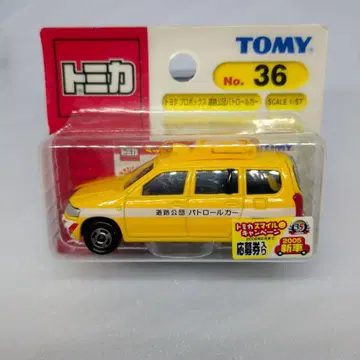 トミカ
TOMY
No. 36
トヨタ プロボックス 道路公団パトロールカー
SCALE 1/57
道路公団 パトロールカー
トミカスマイル
キャンペーン
応募券入り
2005
新車